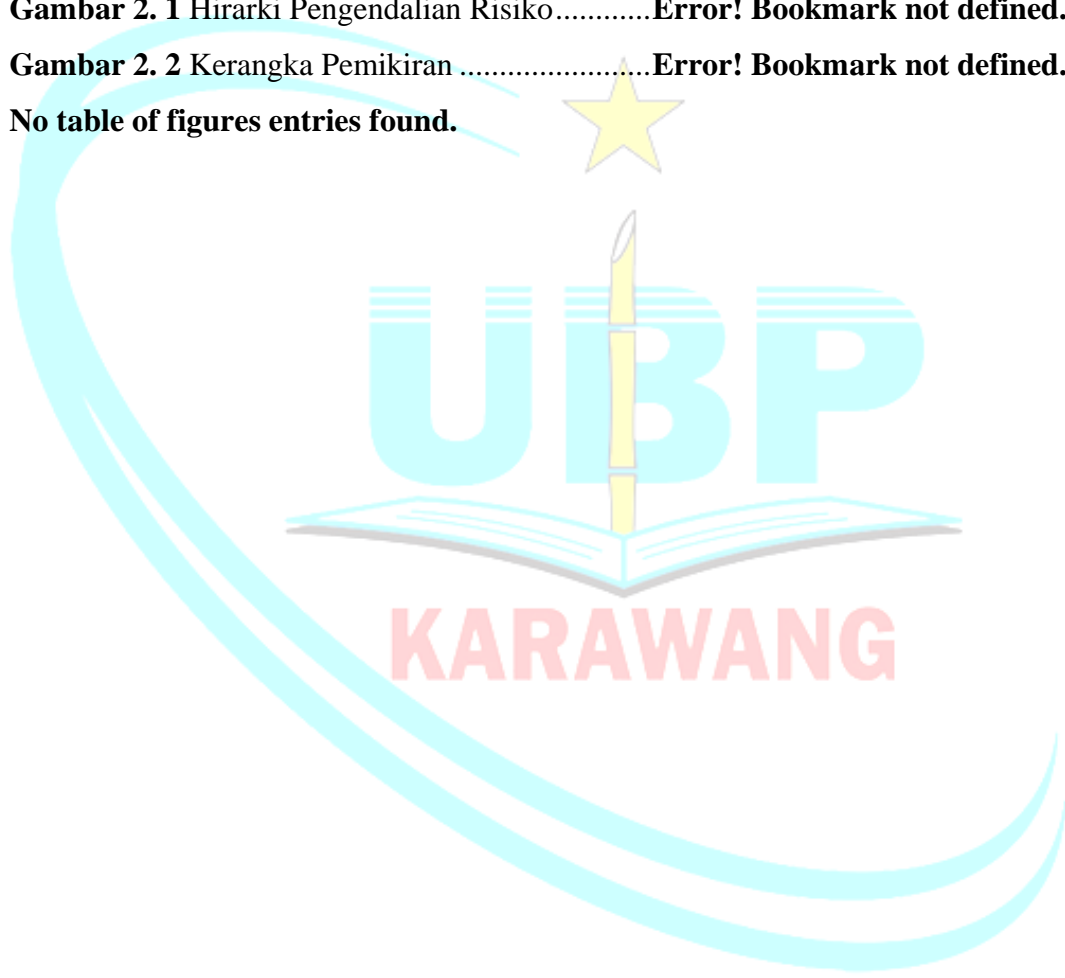 Gambar 2. 1 Hirarki Pengendalian Risiko............Error! Bookmark not defined.
Gambar 2. 2 Kerangka Pemikiran .....................Error! Bookmark not defined.
No table of figures entries found.
UBP
KARAWANG